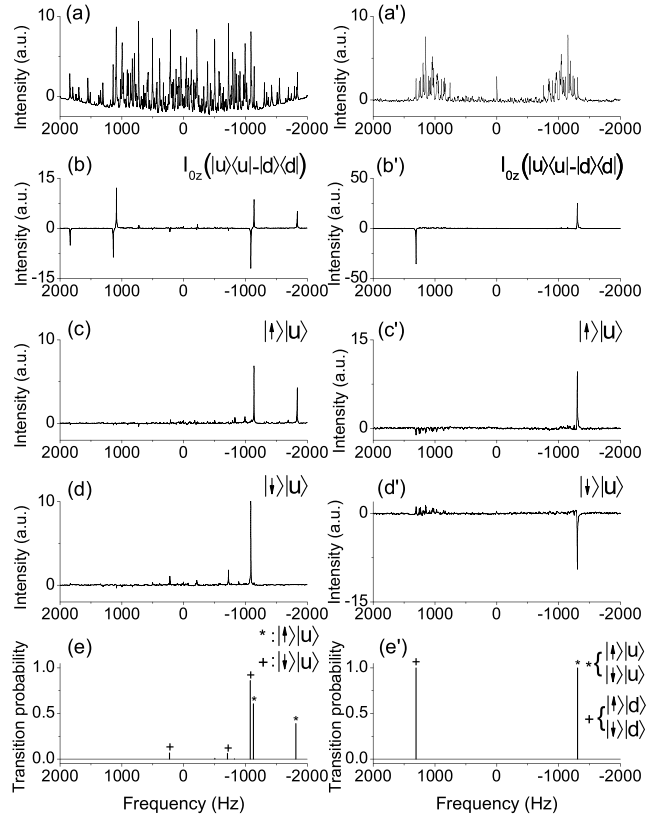 (a)
Intensity (a.u.)
10
0
2000 1000 0 -1000 -2000
(a')
Intensity (a.u.)
10
0
2000 1000 0 -1000 -2000
(b)
I0z(|u⟩⟨u|-|d⟩⟨d|)
Intensity (a.u.)
15
0
-15
2000 1000 0 -1000 -2000
(b')
I0z(|u⟩⟨u|-|d⟩⟨d|)
Intensity (a.u.)
50
0
-50
2000 1000 0 -1000 -2000
(c)
|↑⟩|u⟩
Intensity (a.u.)
10
0
2000 1000 0 -1000 -2000
(c')
|↑⟩|u⟩
Intensity (a.u.)
15
0
2000 1000 0 -1000 -2000
(d)
|↓⟩|u⟩
Intensity (a.u.)
10
0
2000 1000 0 -1000 -2000
(d')
|↓⟩|u⟩
Intensity (a.u.)
0
-15
2000 1000 0 -1000 -2000
(e)
* :|↑⟩|u⟩
+ :|↓⟩|u⟩
Transition probability
1.0
0.5
0.0
+ + + * *
2000 1000 0 -1000 -2000
Frequency (Hz)
(e')
* { |↑⟩|u⟩
|↓⟩|u⟩
+ { |↑⟩|d⟩
|↓⟩|d⟩
Transition probability
1.0
0.5
0.0
+ *
2000 1000 0 -1000 -2000
Frequency (Hz)